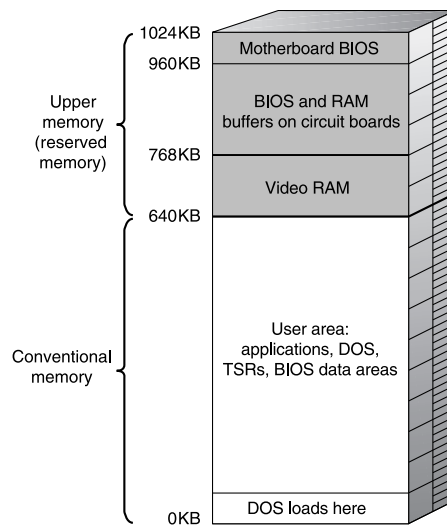 1024KB
Motherboard BIOS
960KB
Upper
memory
(reserved
memory)
BIOS and RAM
buffers on circuit boards
768KB
Video RAM
640KB
Conventional
memory
User area:
applications, DOS,
TSRs, BIOS data areas
DOS loads here
0KB